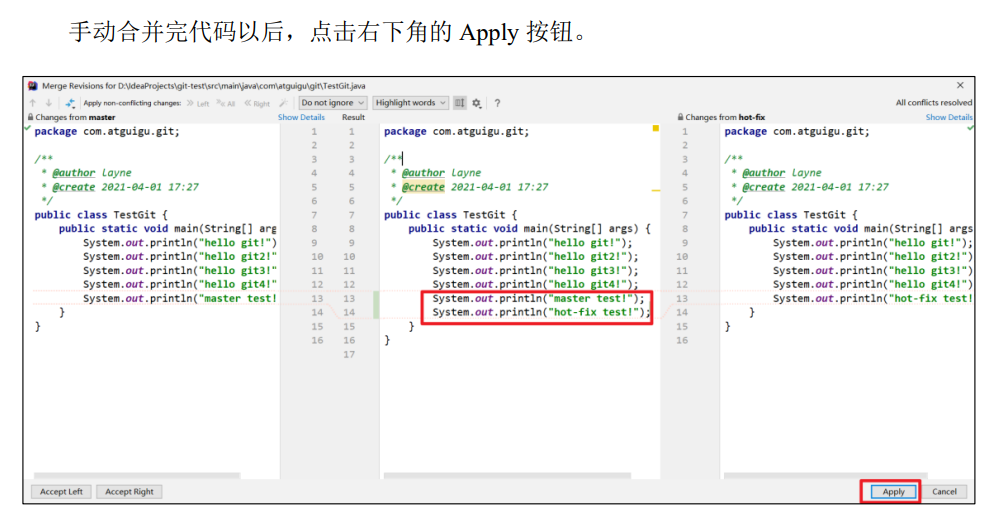 手动合并完代码以后，点击右下角的 Apply 按钮。
Merge Revisions for D:\IdeaProjects\git-test\src\main\java\com\atguigu\git\TestGit.java
Apply non-conflicting changes: Left All Right Do not ignore Highlight words ? All conflicts resolved
Changes from master Show Details Result Changes from hot-fix Show Details
package com.atguigu.git; 1 1 package com.atguigu.git; 1 package com.atguigu.git;
2 2 2
/** 3 3 /** 3 /**
* @author Layne 4 4 * @author Layne 4 * @author Layne
* @create 2021-04-01 17:27 5 5 * @create 2021-04-01 17:27 5 * @create 2021-04-01 17:27
*/ 6 6 */ 6 */
public class TestGit { 7 7 public class TestGit { 7 public class TestGit {
public static void main(String[] arg 8 8 public static void main(String[] args) { 8 public static void main(String[] args
System.out.println("hello git!") 9 9 System.out.println("hello git!"); 9 System.out.println("hello git!")
System.out.println("hello git2!" 10 10 System.out.println("hello git2!"); 10 System.out.println("hello git2!")
System.out.println("hello git3!" 11 11 System.out.println("hello git3!"); 11 System.out.println("hello git3!")
System.out.println("hello git4!" 12 12 System.out.println("hello git4!"); 12 System.out.println("hello git4!")
System.out.println("master test! 13 13 System.out.println("master test!"); 13 System.out.println("hot-fix test!
} 14 14 System.out.println("hot-fix test!"); 14 }
} 15 15 } 15 }
16 16 } 16
17
Accept Left Accept Right Apply Cancel